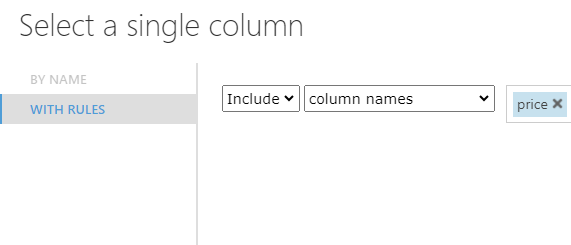 Select a single column
BY NAME
WITH RULES
Include column names price